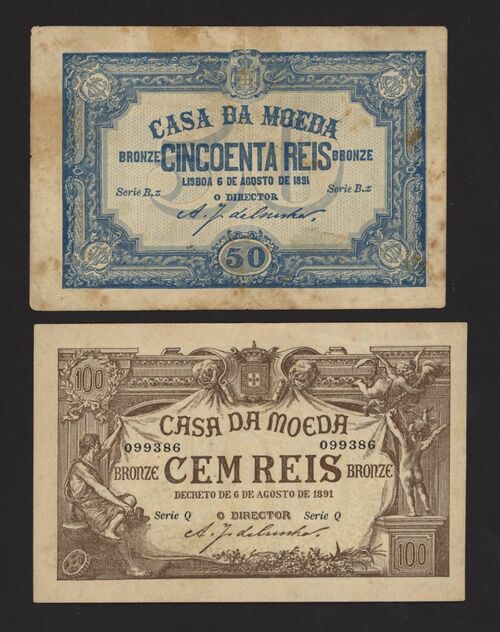 CASA DA MOEDA
BRONZE CINCOENTA REIS BRONZE
LISBOA 6 DE AGOSTO DE 1891
Serie B.z O DIRECTOR Serie B.z
50
100
CASA DA MOEDA
099386 099386
BRONZE CEM REIS BRONZE
DECRETO DE 6 DE AGOSTO DE 1891
Serie Q O DIRECTOR Serie Q
100